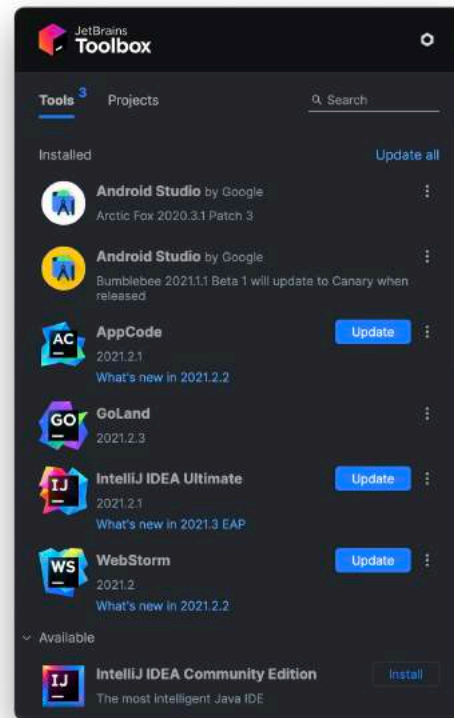 JetBrains
Toolbox
Tools 3 Projects Search
Installed Update all
Android Studio by Google
Arctic Fox 2020.3.1 Patch 3
Android Studio by Google
Bumblebee 2021.1.1 Beta 1 will update to Canary when
released
AC AppCode Update
2021.2.1
What's new in 2021.2.2
GO GoLand
2021.2.3
IJ IntelliJ IDEA Ultimate Update
2021.2.1
What's new in 2021.3 EAP
WS WebStorm Update
2021.2
What's new in 2021.2.2
Available
IJ IntelliJ IDEA Community Edition Install
The most intelligent Java IDE